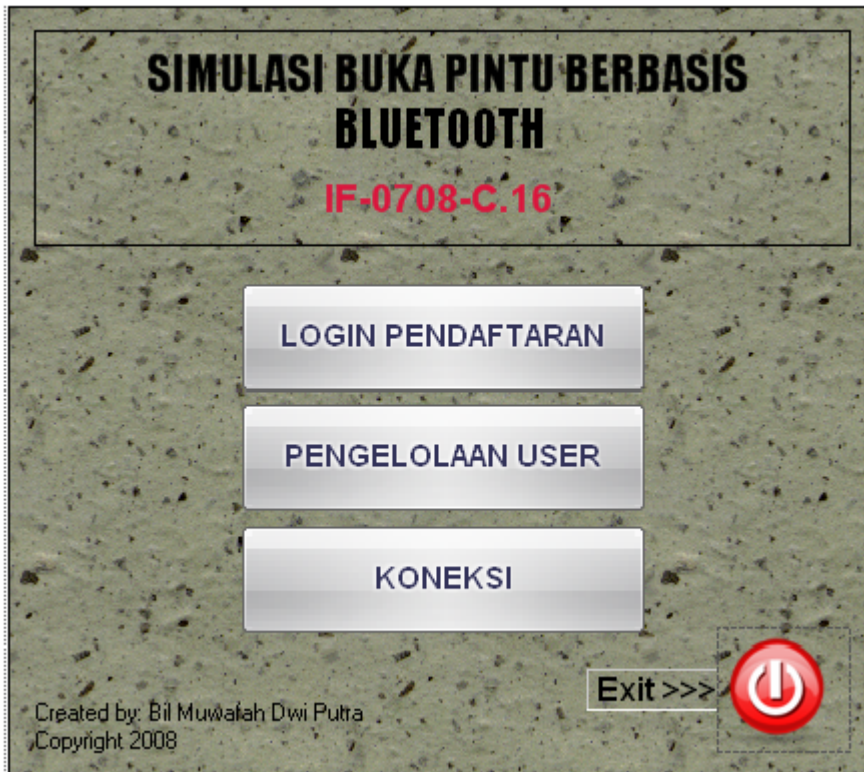 SIMULASI BUKA PINTU BERBASIS
BLUETOOTH
IF-0708-C.16
LOGIN PENDAFTARAN
PENGELOLAAN USER
KONEKSI
Exit >>>
Created by: Bil Muwafah Dwi Putra
Copyright 2008